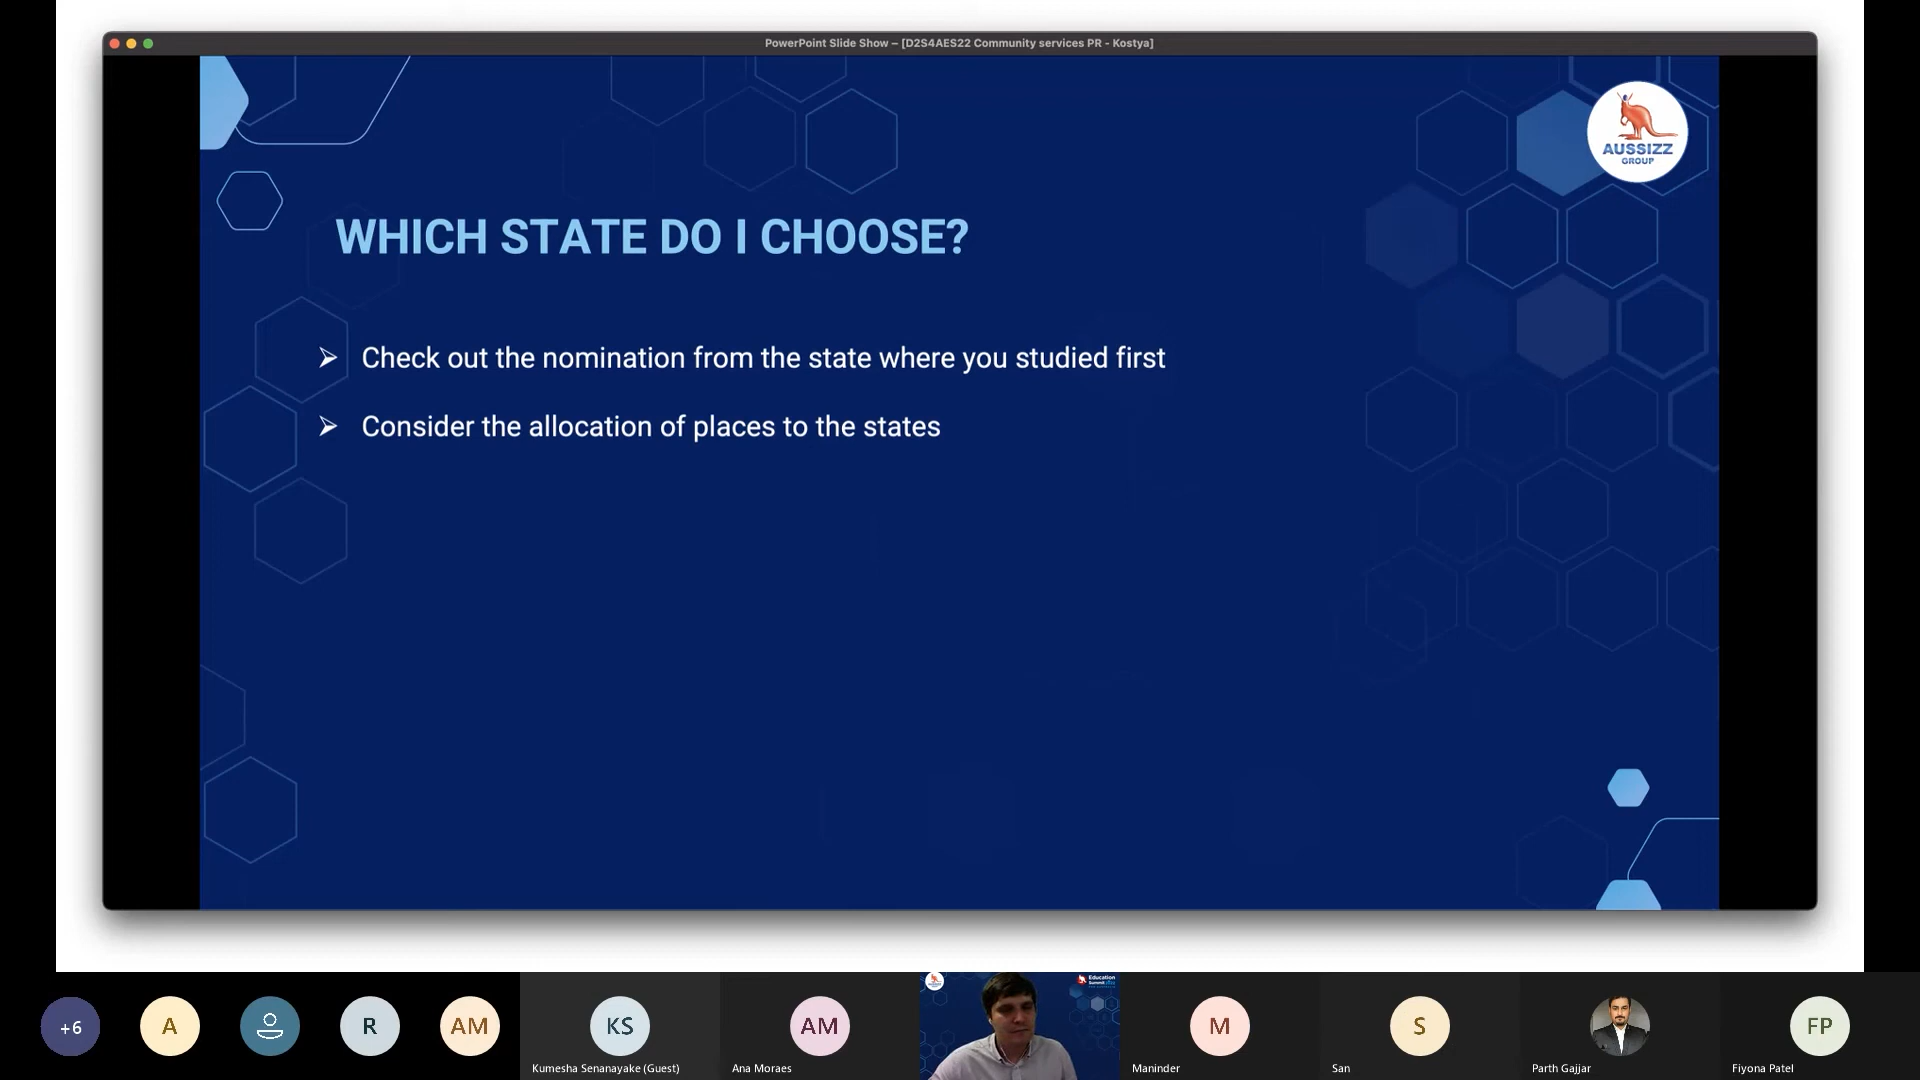 PowerPoint Slide Show – [D2S4AES22 Community services PR - Kostya]
AUSSIZZ
GROUP
WHICH STATE DO I CHOOSE?
Check out the nomination from the state where you studied first
Consider the allocation of places to the states
+6
A
R
AM
KS
AM
Education
M
S
FP
Kumesha Senanayake (Guest)
Ana Moraes
Maninder
San
Parth Gajjar
Fiyona Patel